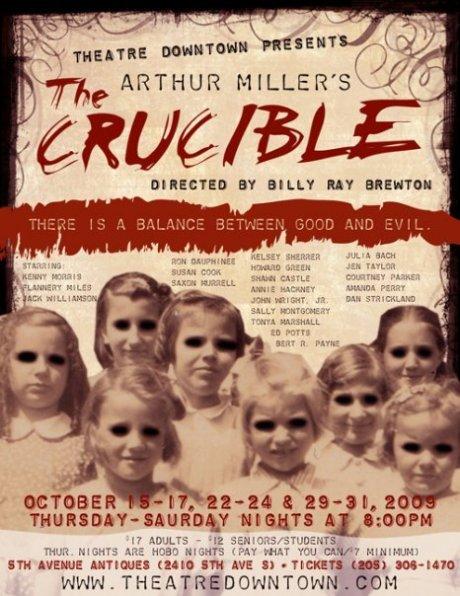 THEATRE DOWNTOWN PRESENTS
ARTHUR MILLER'S
The
CRUCIBLE
DIRECTED BY BILLY RAY BREWTON
THERE IS A BALANCE BETWEEN GOOD AND EVIL.
STARRING:
KENNY MORRIS
FLANNERY MILES
JACK WILLIAMSON
RON DAUPHINEE
SUSAN COOK
SAXON MURRELL
KELSEY SHERRER
HOWARD GREEN
SHAWN CASTLE
ANNIE HACKNEY
JOHN WRIGHT, JR.
SALLY MONTGOMERY
TONYA MARSHALL
ED POTTS
BERT R. PAYNE
JULIA BACH
JEN TAYLOR
COURTNEY PARKER
AMANDA PERRY
DAN STRICKLAND
OCTOBER 15-17, 22-24 & 29-31, 2009
THURSDAY-SAURDAY NIGHTS AT 8:00PM
$17 ADULTS - $12 SENIORS/STUDENTS
THUR. NIGHTS ARE HOBO NIGHTS (PAY WHAT YOU CAN/$7 MINIMUM)
5TH AVENUE ANTIQUES (2410 5TH AVE S) • TICKETS (205) 306-1470
WWW.THEATREDOWNTOWN.COM